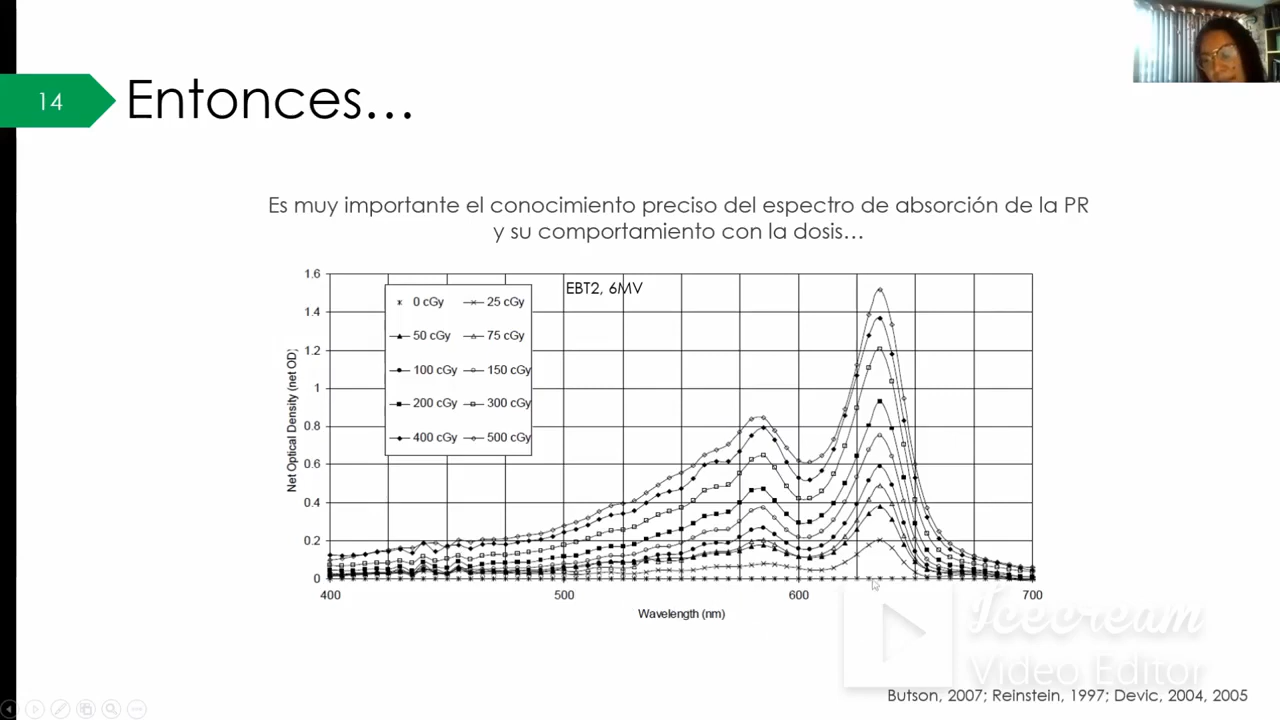 14
Entonces…
Es muy importante el conocimiento preciso del espectro de absorción de la PR
y su comportamiento con la dosis…
EBT2, 6MV
0 cGy 25 cGy
50 cGy 75 cGy
100 cGy 150 cGy
200 cGy 300 cGy
400 cGy 500 cGy
1.6
1.4
1.2
1
0.8
0.6
0.4
0.2
0
Net Optical Density (net OD)
400 500 600 700
Wavelength (nm)
Icecream
Video Editor
Butson, 2007; Reinstein, 1997; Devic, 2004, 2005